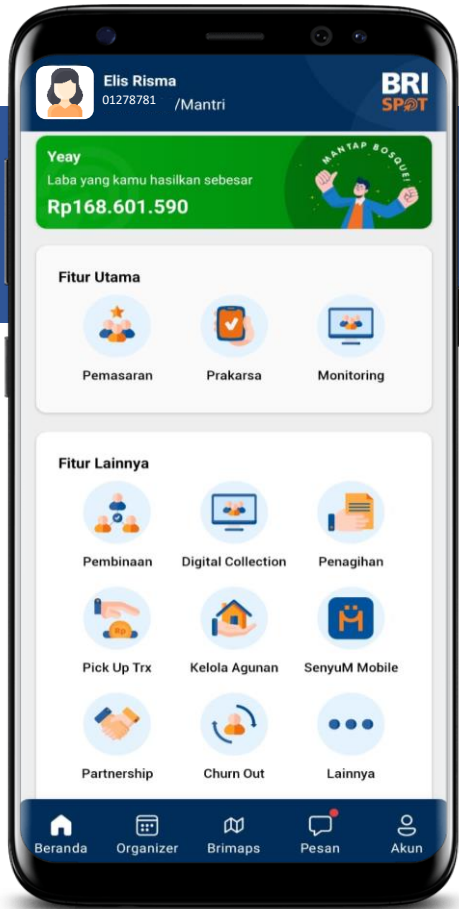 Elis Risma
01278781 /Mantri
BRI
SPOT
Yeay
Laba yang kamu hasilkan sebesar
Rp168.601.590
MANTAP BOSQUE!
Fitur Utama
Pemasaran Prakarsa Monitoring
Fitur Lainnya
Pembinaan Digital Collection Penagihan
Rp
Pick Up Trx Kelola Agunan SenyuM Mobile
Partnership Churn Out Lainnya
Beranda Organizer Brimaps Pesan Akun